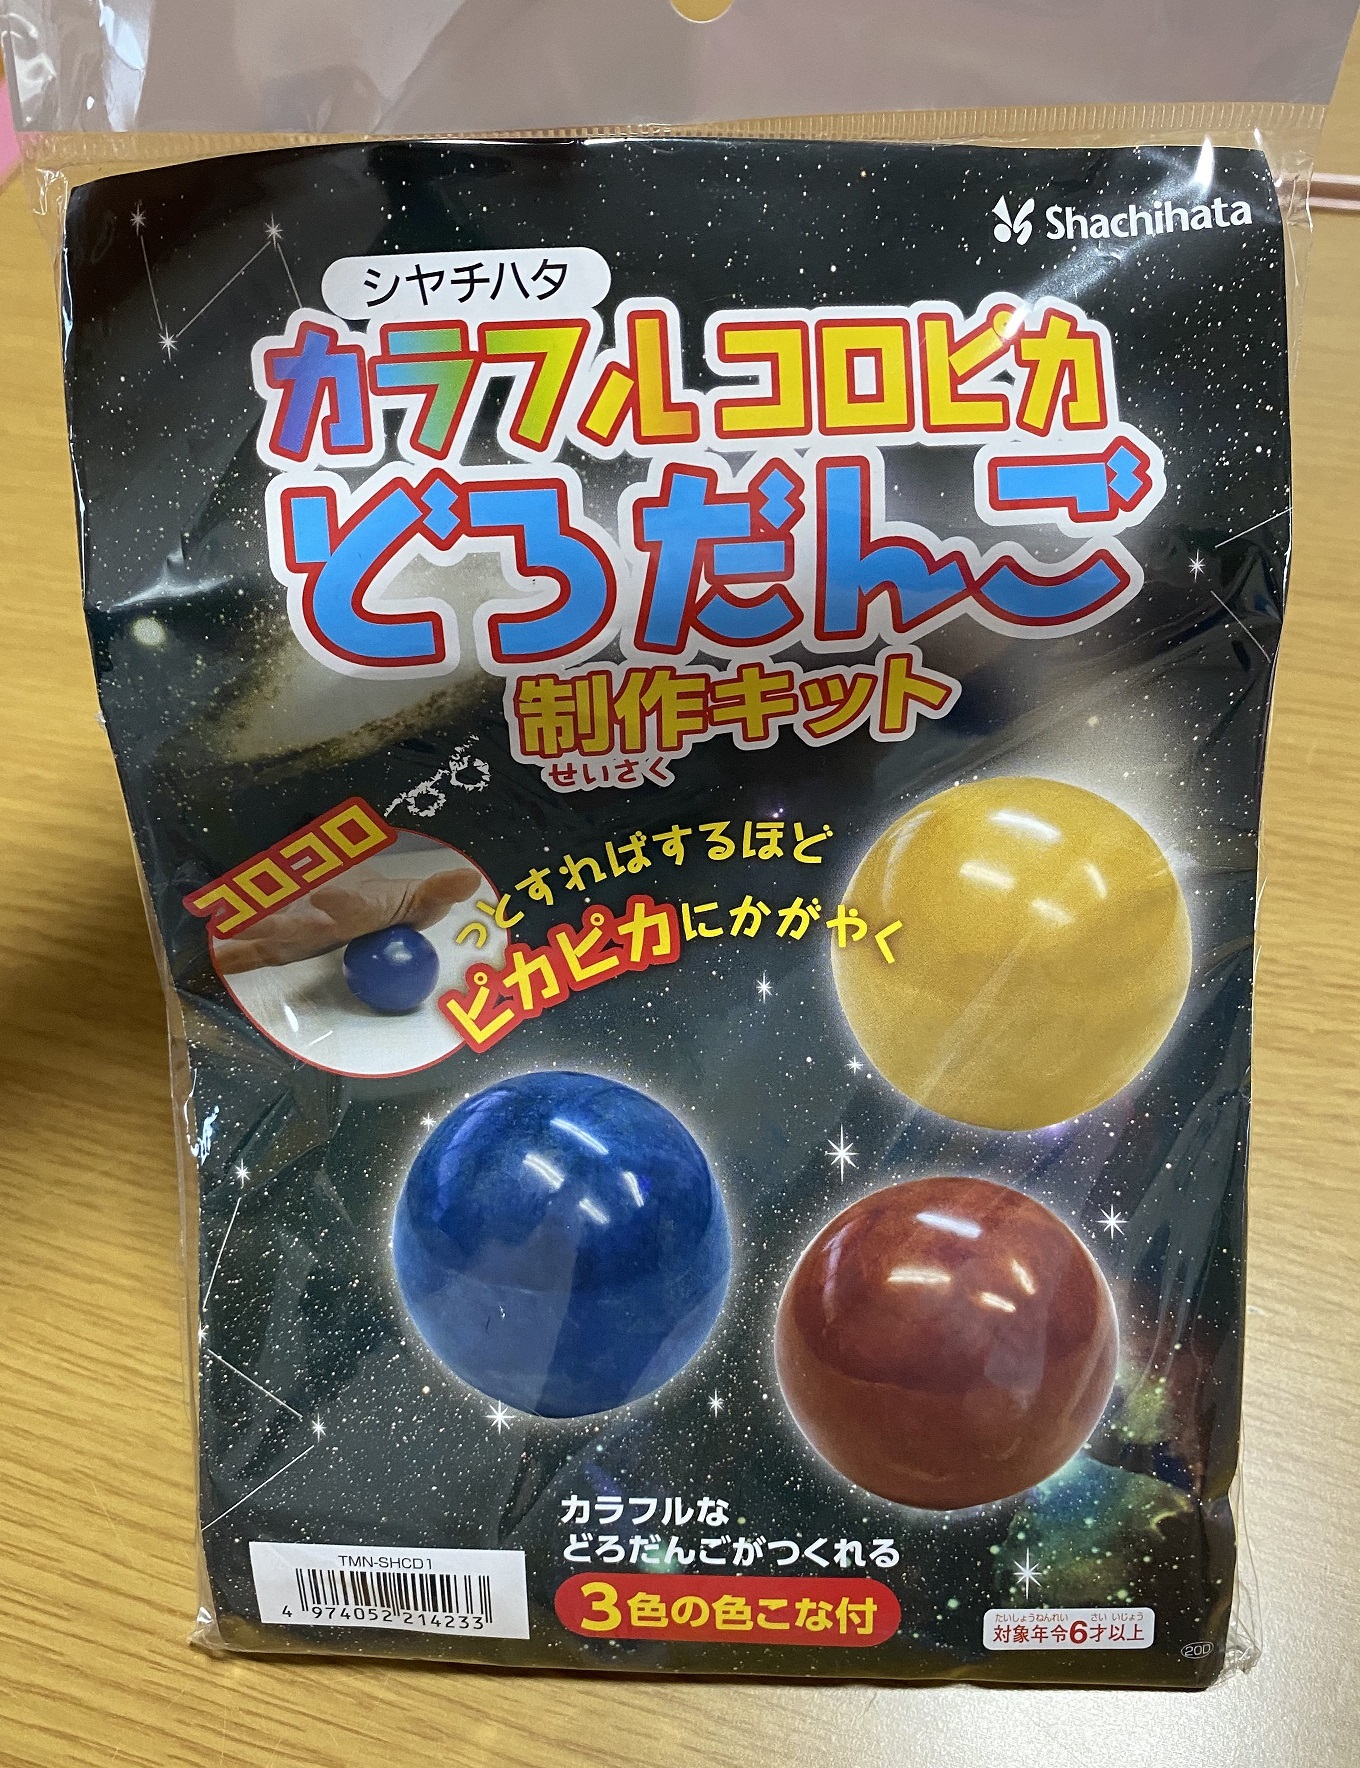 Shachihata
シヤチハタ
カラフルコロピカ
どろだんご
制作キット
せいさく
コロコロ
っとすればするほど
ピカピカにかがやく
カラフルな
どろだんごがつくれる
3色の色こな付
TMN-SHCD1
4 974052 214233
たいしょうねんれい さい いじょう
対象年令6才以上
20D